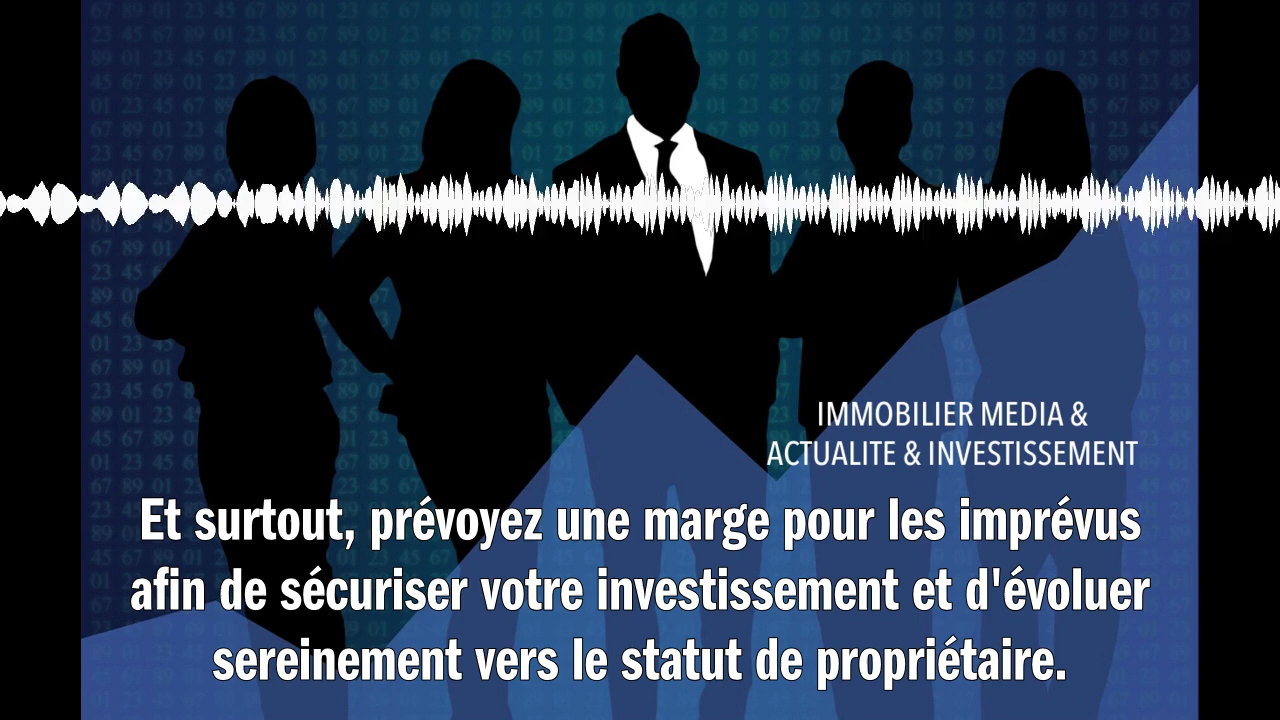 IMMOBILIER MEDIA &
ACTUALITE & INVESTISSEMENT
Et surtout, prévoyez une marge pour les imprévus
afin de sécuriser votre investissement et d'évoluer
sereinement vers le statut de propriétaire.